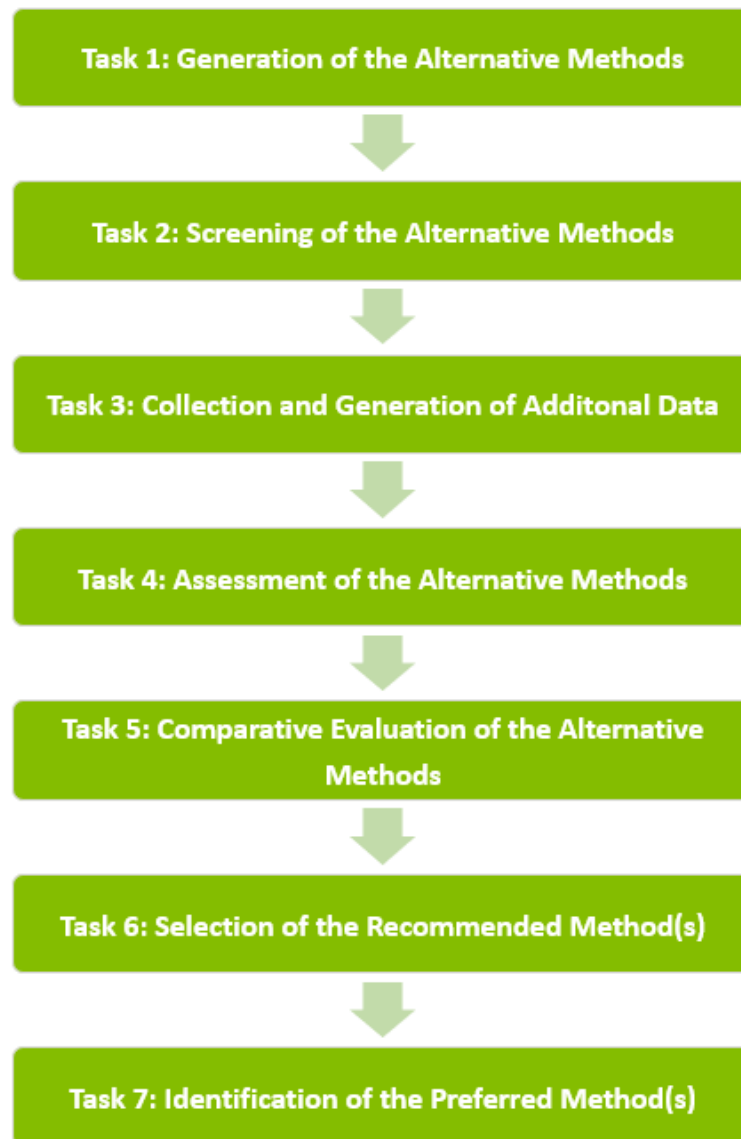 Task 1: Generation of the Alternative Methods
Task 2: Screening of the Alternative Methods
Task 3: Collection and Generation of Additonal Data
Task 4: Assessment of the Alternative Methods
Task 5: Comparative Evaluation of the Alternative
Methods
Task 6: Selection of the Recommended Method(s)
Task 7: Identification of the Preferred Method(s)